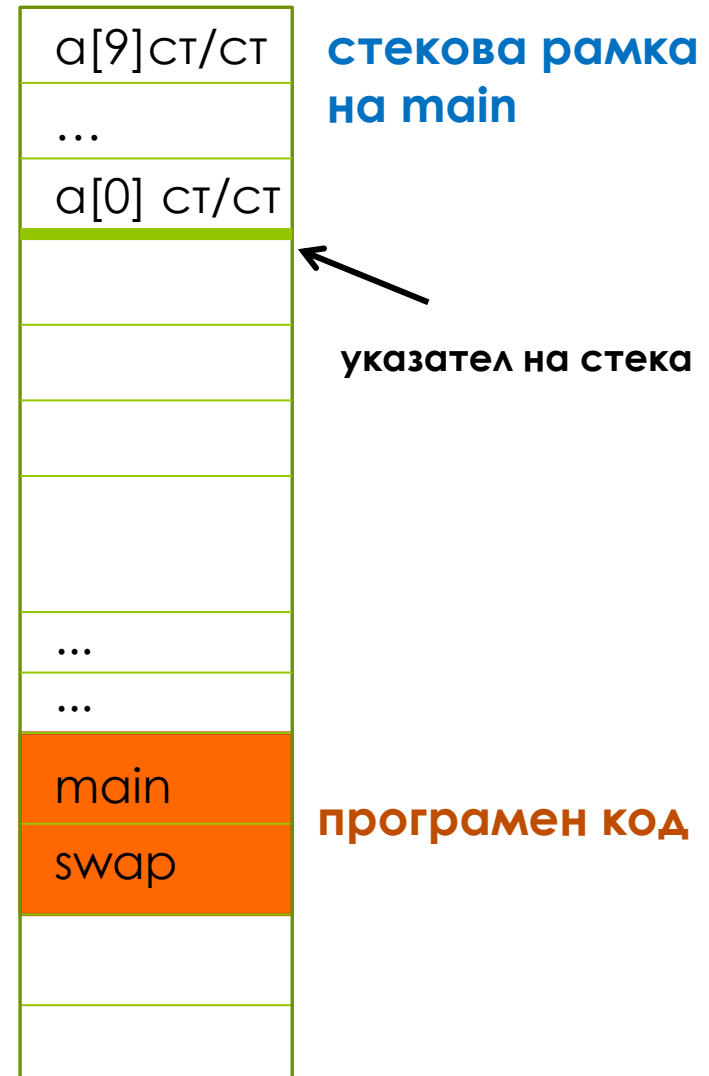 a[9]ст/ст
стекова рамка
на main
...
a[0] ст/ст
указател на стека
...
...
main
програмен код
swap